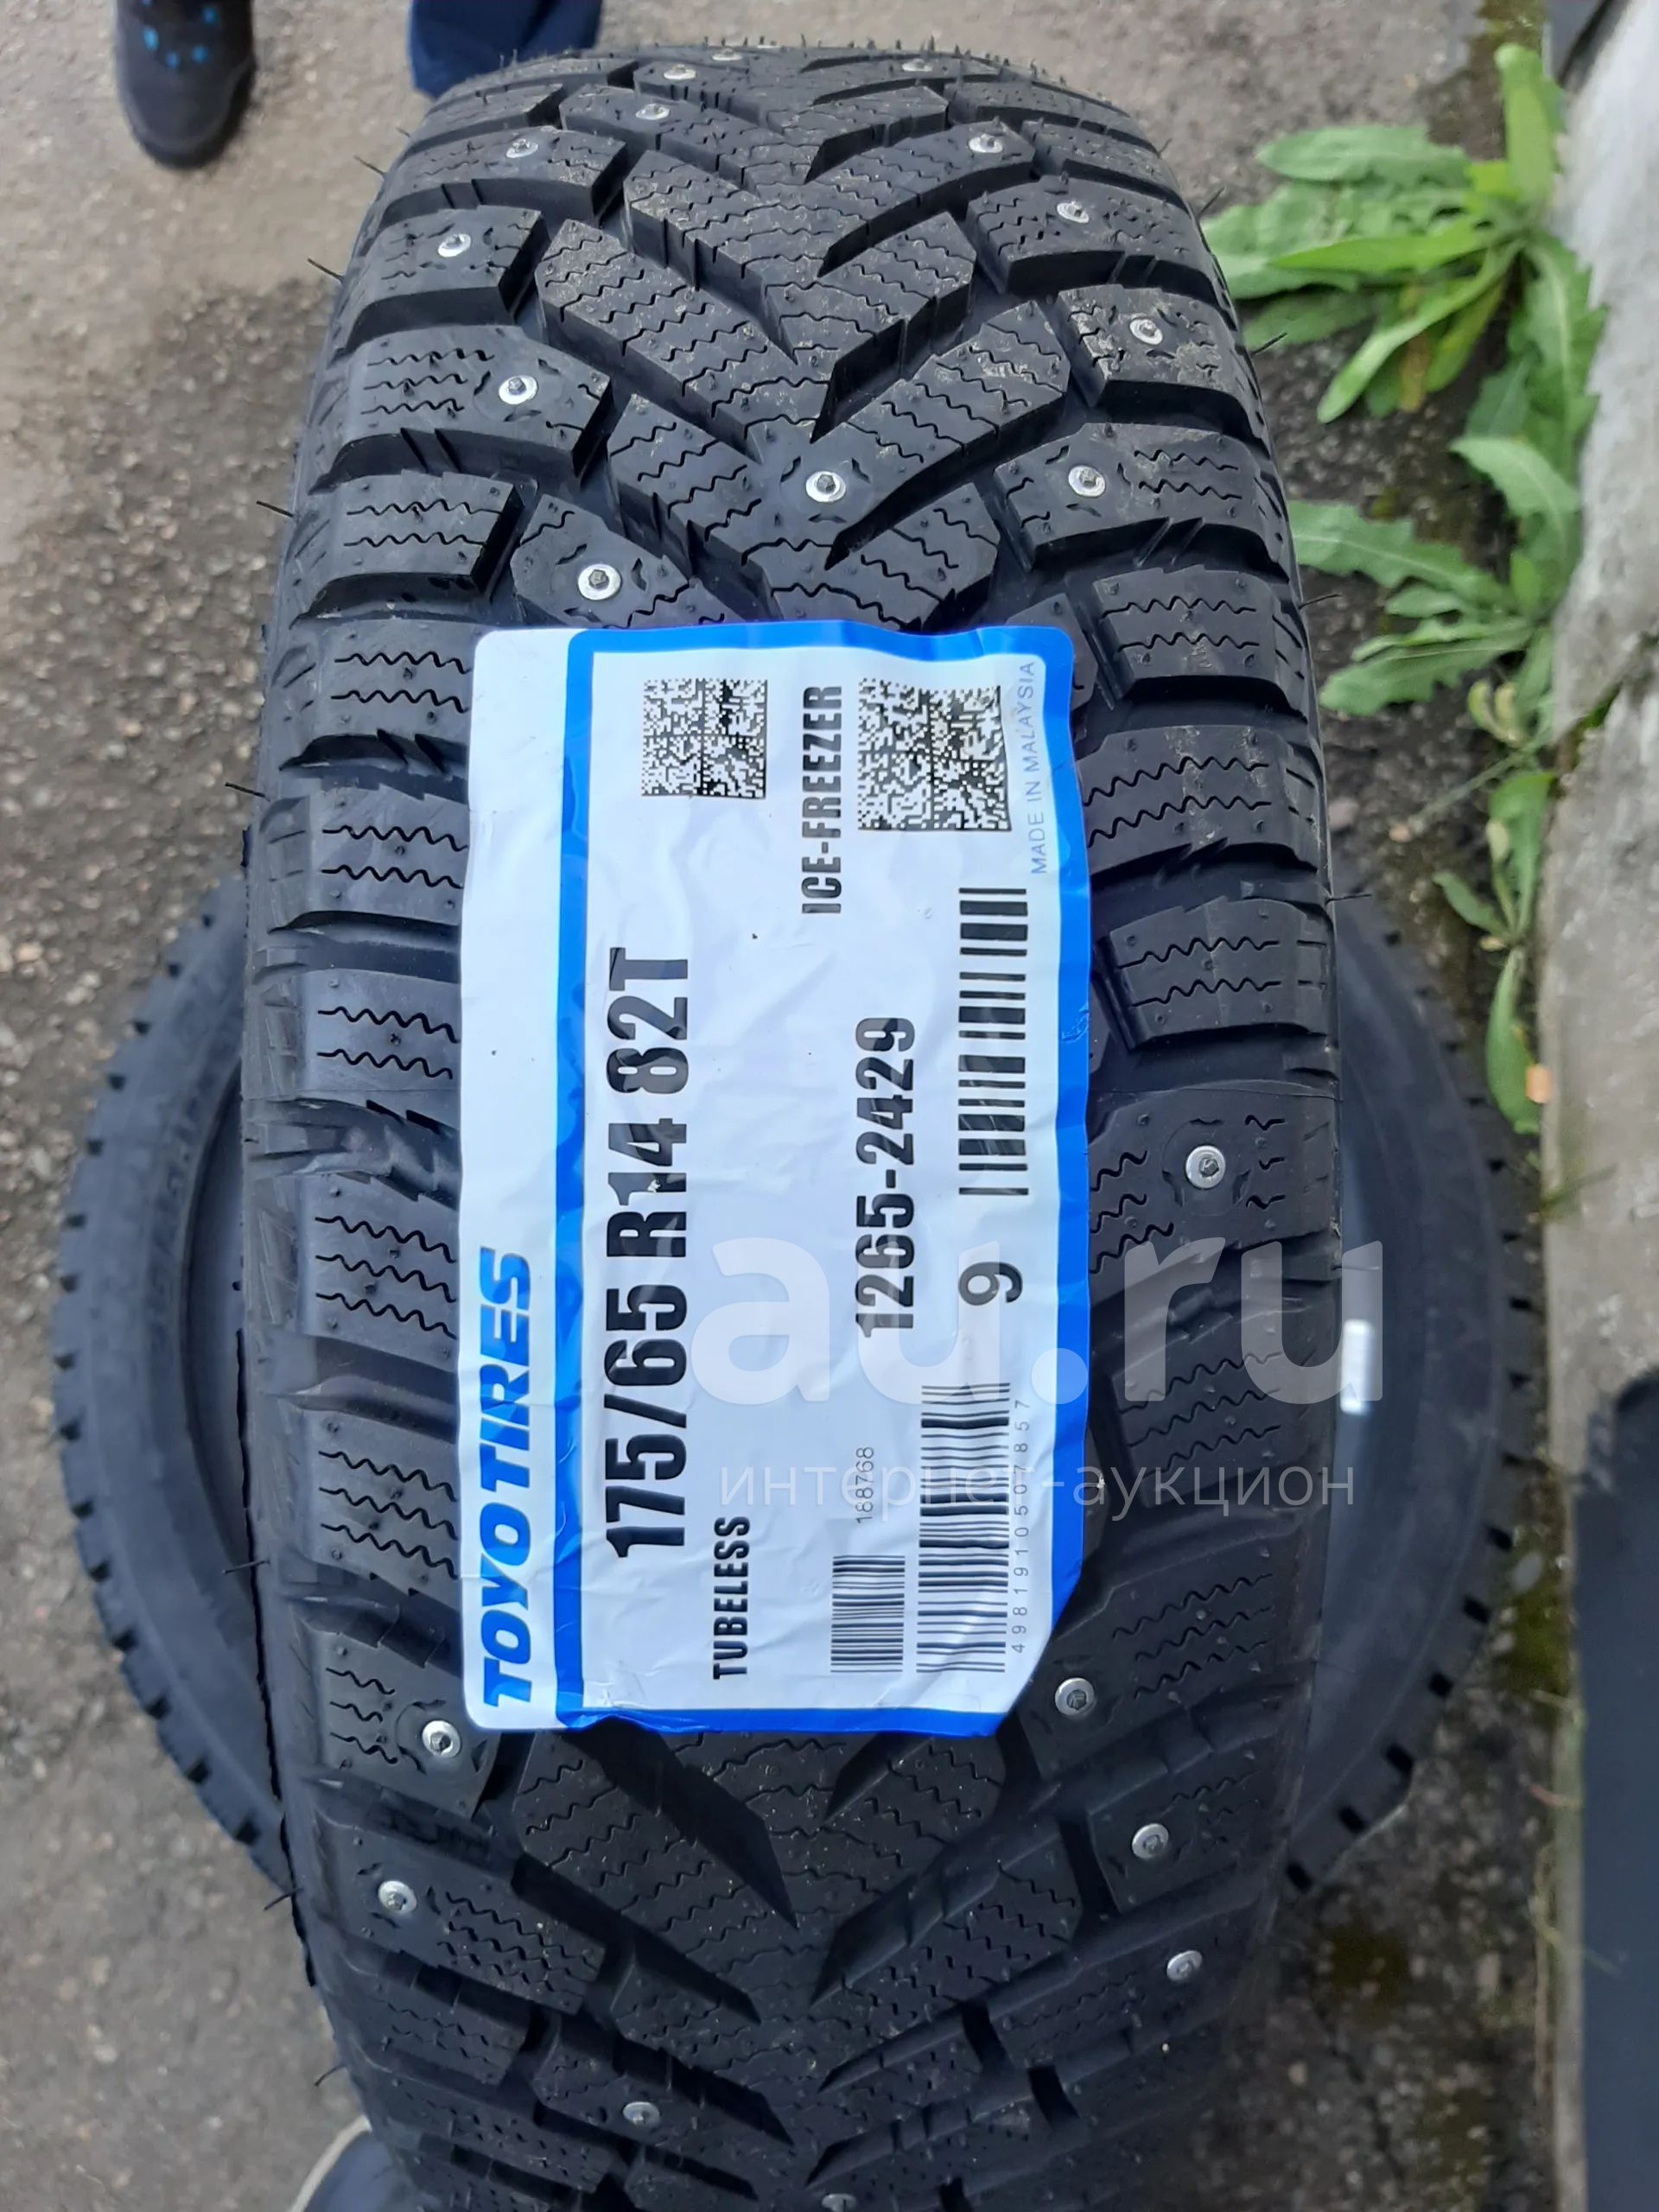 TOYO TIRES
175/65 R14 82T
TUBELESS
ICE-FREEZER
188768
1265-2429
9
4981910507857
MADE IN MALAYSIA
au.ru
интернет-аукцион